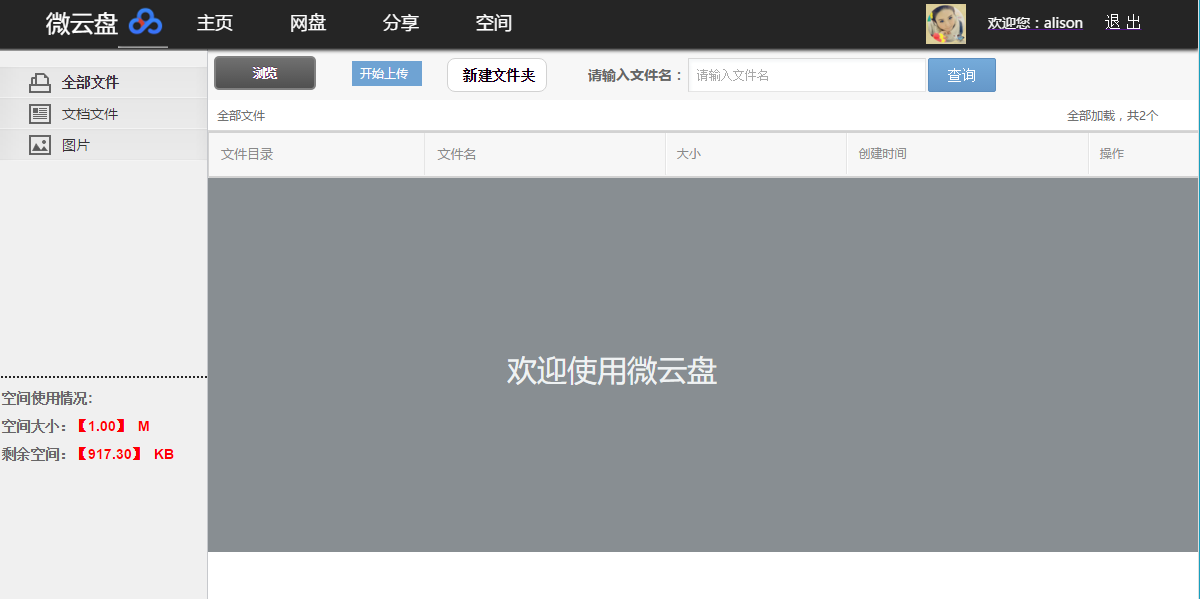 微云盘 主页 网盘 分享 空间 欢迎您：alison 退 出
浏览 开始上传 新建文件夹 请输入文件名： 请输入文件名 查询
全部文件
文档文件
图片
全部文件 全部加载，共2个
文件目录 文件名 大小 创建时间 操作
欢迎使用微云盘
空间使用情况:
空间大小：【1.00】 M
剩余空间：【917.30】 KB